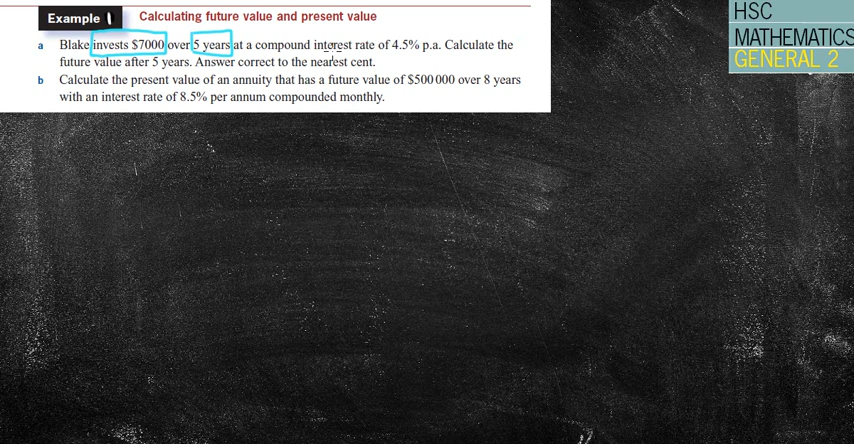 Example 1 Calculating future value and present value
a Blake invests $7000 over 5 years at a compound interest rate of 4.5% p.a. Calculate the
future value after 5 years. Answer correct to the nearest cent.
b Calculate the present value of an annuity that has a future value of $500 000 over 8 years
with an interest rate of 8.5% per annum compounded monthly.
HSC
MATHEMATICS
GENERAL 2